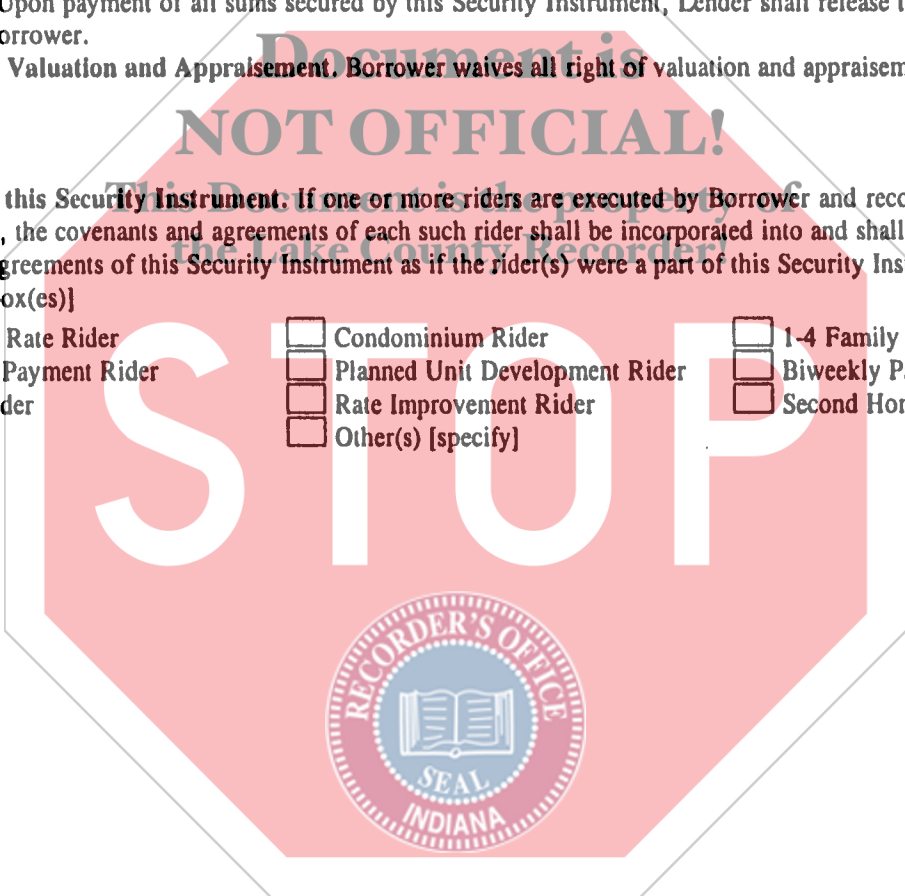 Upon payment of all sums secured by this Security Instrument, Lender shall release t
orrower.
Document is
Valuation and Appraisement. Borrower waives all right of valuation and appraisem
NOT OFFICIAL!
This Document is the property of
this Security Instrument. If one or more riders are executed by Borrower and reco
, the covenants and agreements of each such rider shall be incorporated into and shall
the Lake County Recorder!
greements of this Security Instrument as if the rider(s) were a part of this Security Ins
ox(es)]
Rate Rider Condominium Rider 1-4 Family
Payment Rider Planned Unit Development Rider Biweekly P
der Rate Improvement Rider Second Hor
Other(s) [specify]
STOP
RECORDER'S OFFICE
SEAL
INDIANA